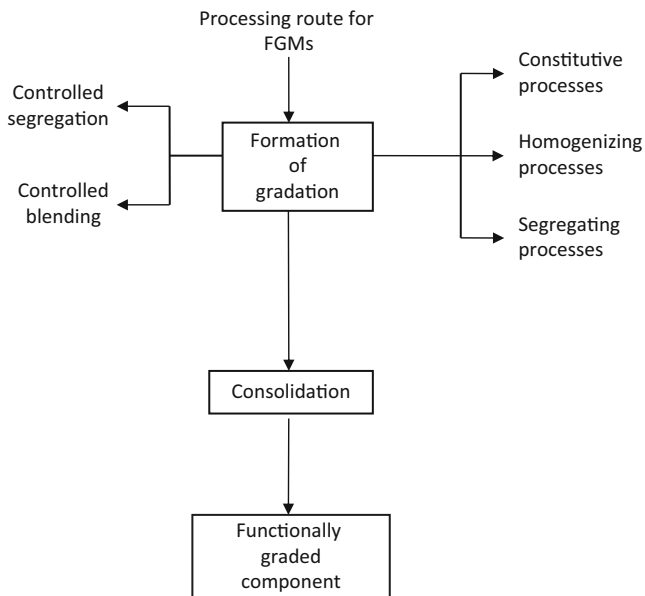 Processing route for
FGMs
Controlled
segregation
Controlled
blending
Formation
of
gradation
Constitutive
processes
Homogenizing
processes
Segregating
processes
Consolidation
Functionally
graded
component